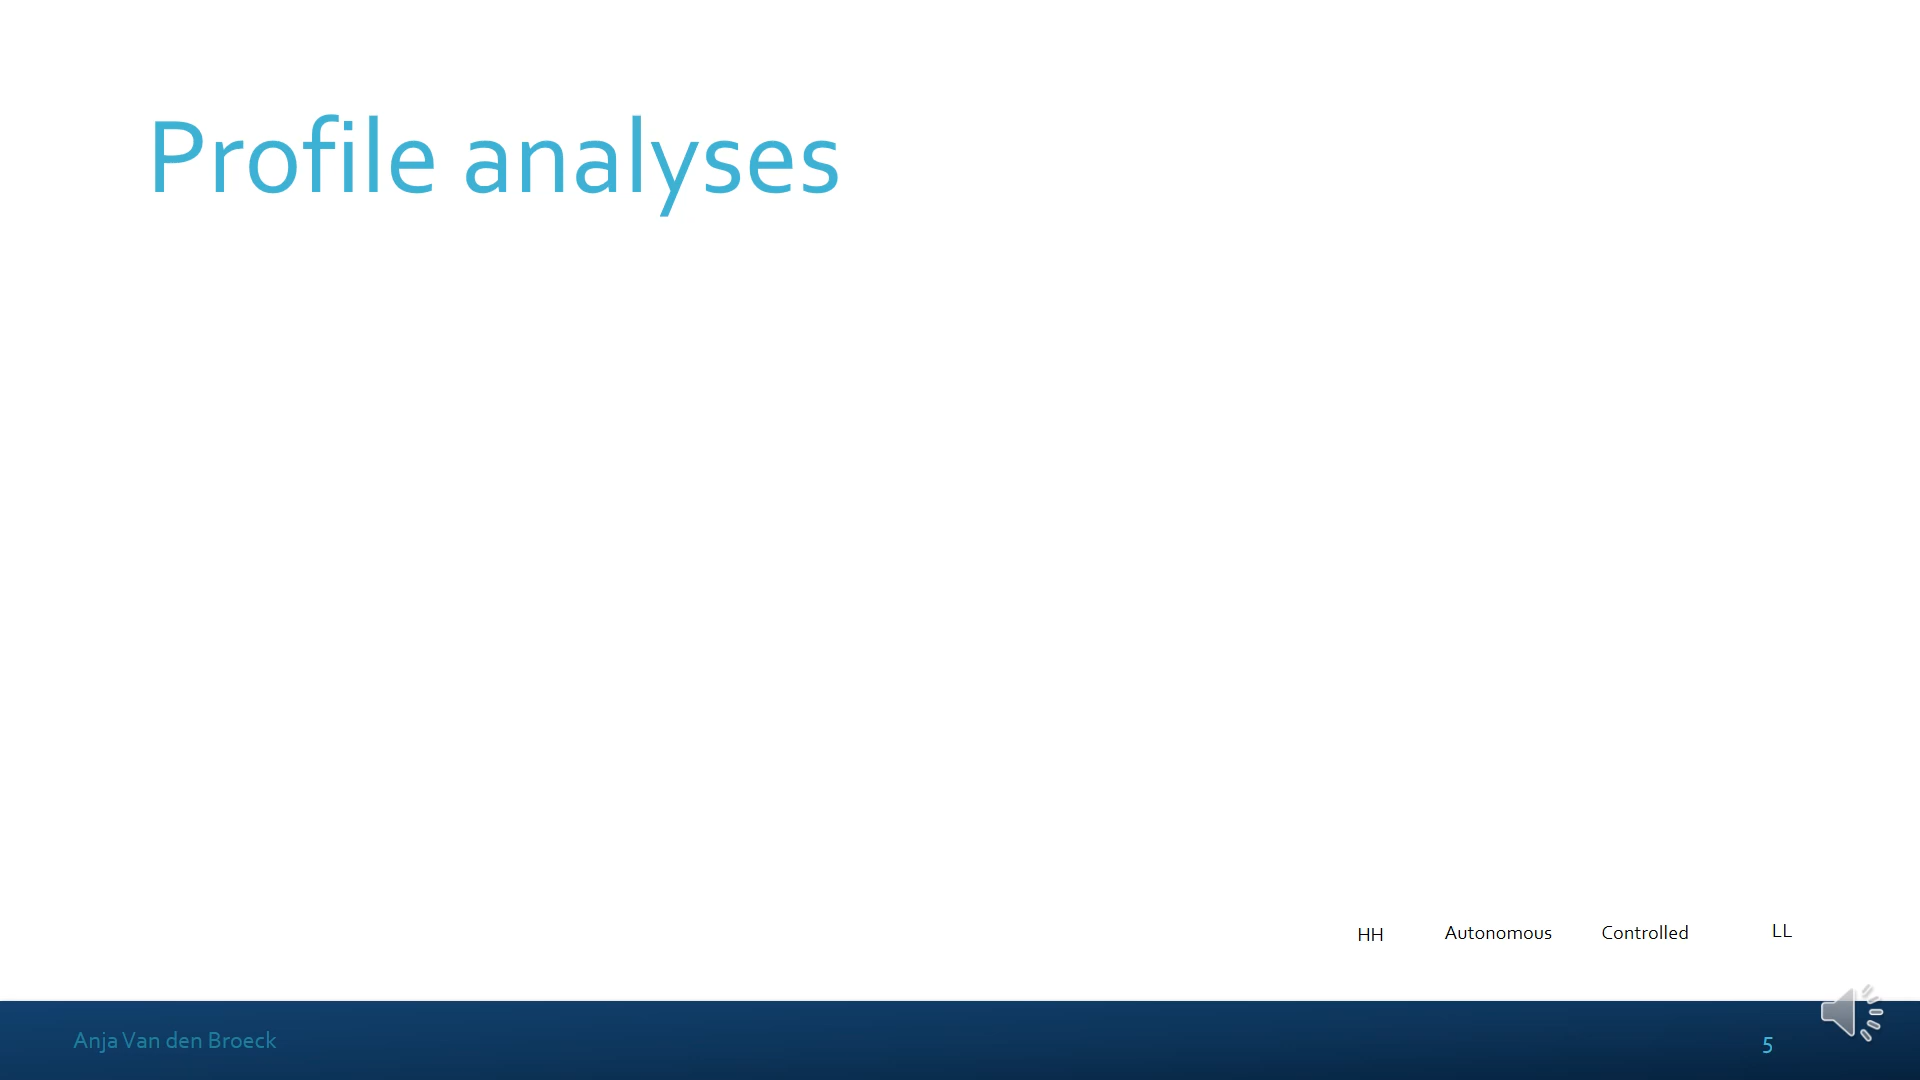 Profile analyses
HH Autonomous Controlled LL
Anja Van den Broeck
5